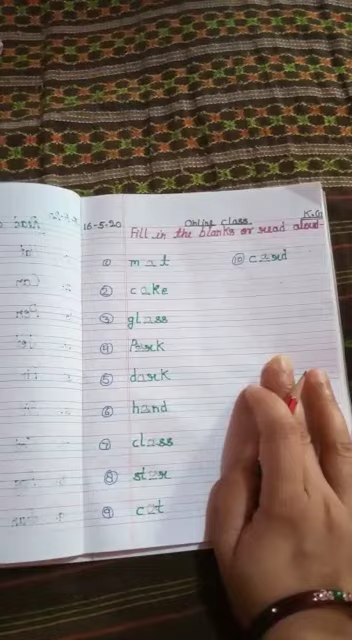 Online class
K.G
16-5-20 Fill in the blanks or read aloud-
① mat
② cake
③ glass
④ Park
⑤ dark
⑥ hand
⑦ class
⑧ star
⑨ cat
⑩ card